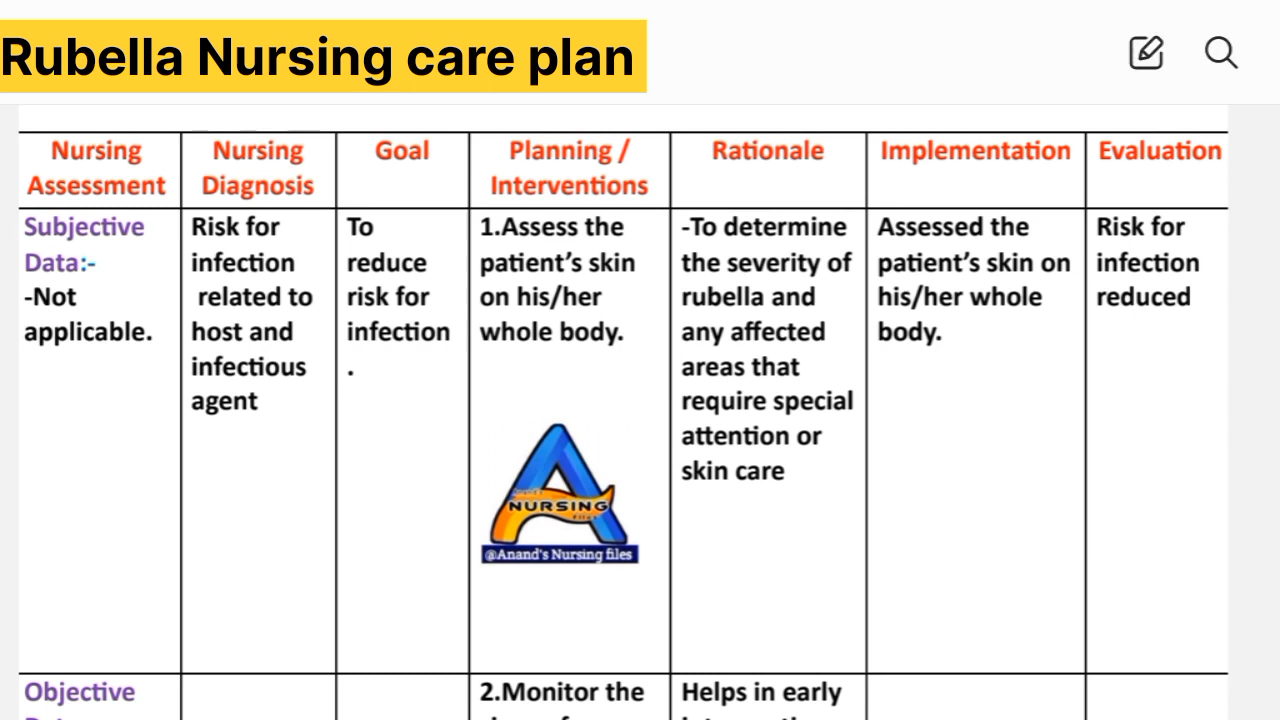 Rubella Nursing care plan
Nursing
Assessment
Nursing
Diagnosis
Goal
Planning /
Interventions
Rationale
Implementation
Evaluation
Subjective
Data:-
-Not
applicable.
Risk for
infection
related to
host and
infectious
agent
To
reduce
risk for
infection
.
1.Assess the
patient’s skin
on his/her
whole body.
-To determine
the severity of
rubella and
any affected
areas that
require special
attention or
skin care
Assessed the
patient’s skin on
his/her whole
body.
Risk for
infection
reduced
NURSING
Files
@Anand's Nursing files
Objective
2.Monitor the
Helps in early